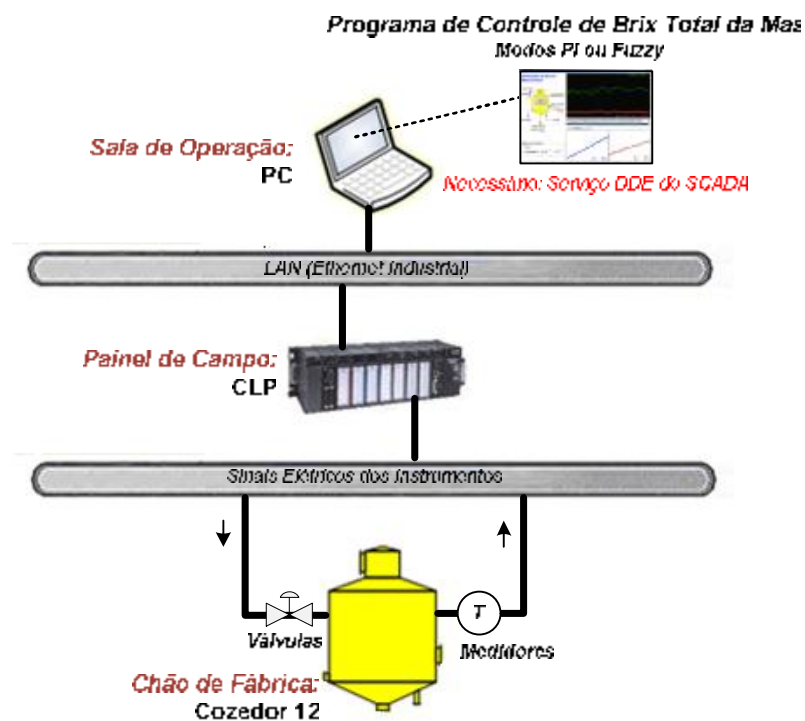 Programa de Controle de Brix Total da Mas
Modos PI ou Fuzzy
Sala de Operação:
PC
Necessário: Serviço DDE do SCADA
LAN (Ethernet Industrial)
Painel de Campo:
CLP
Sinais Elétricos dos Instrumentos
T
Válvulas
Medidores
Chão de Fábrica:
Cozedor 12